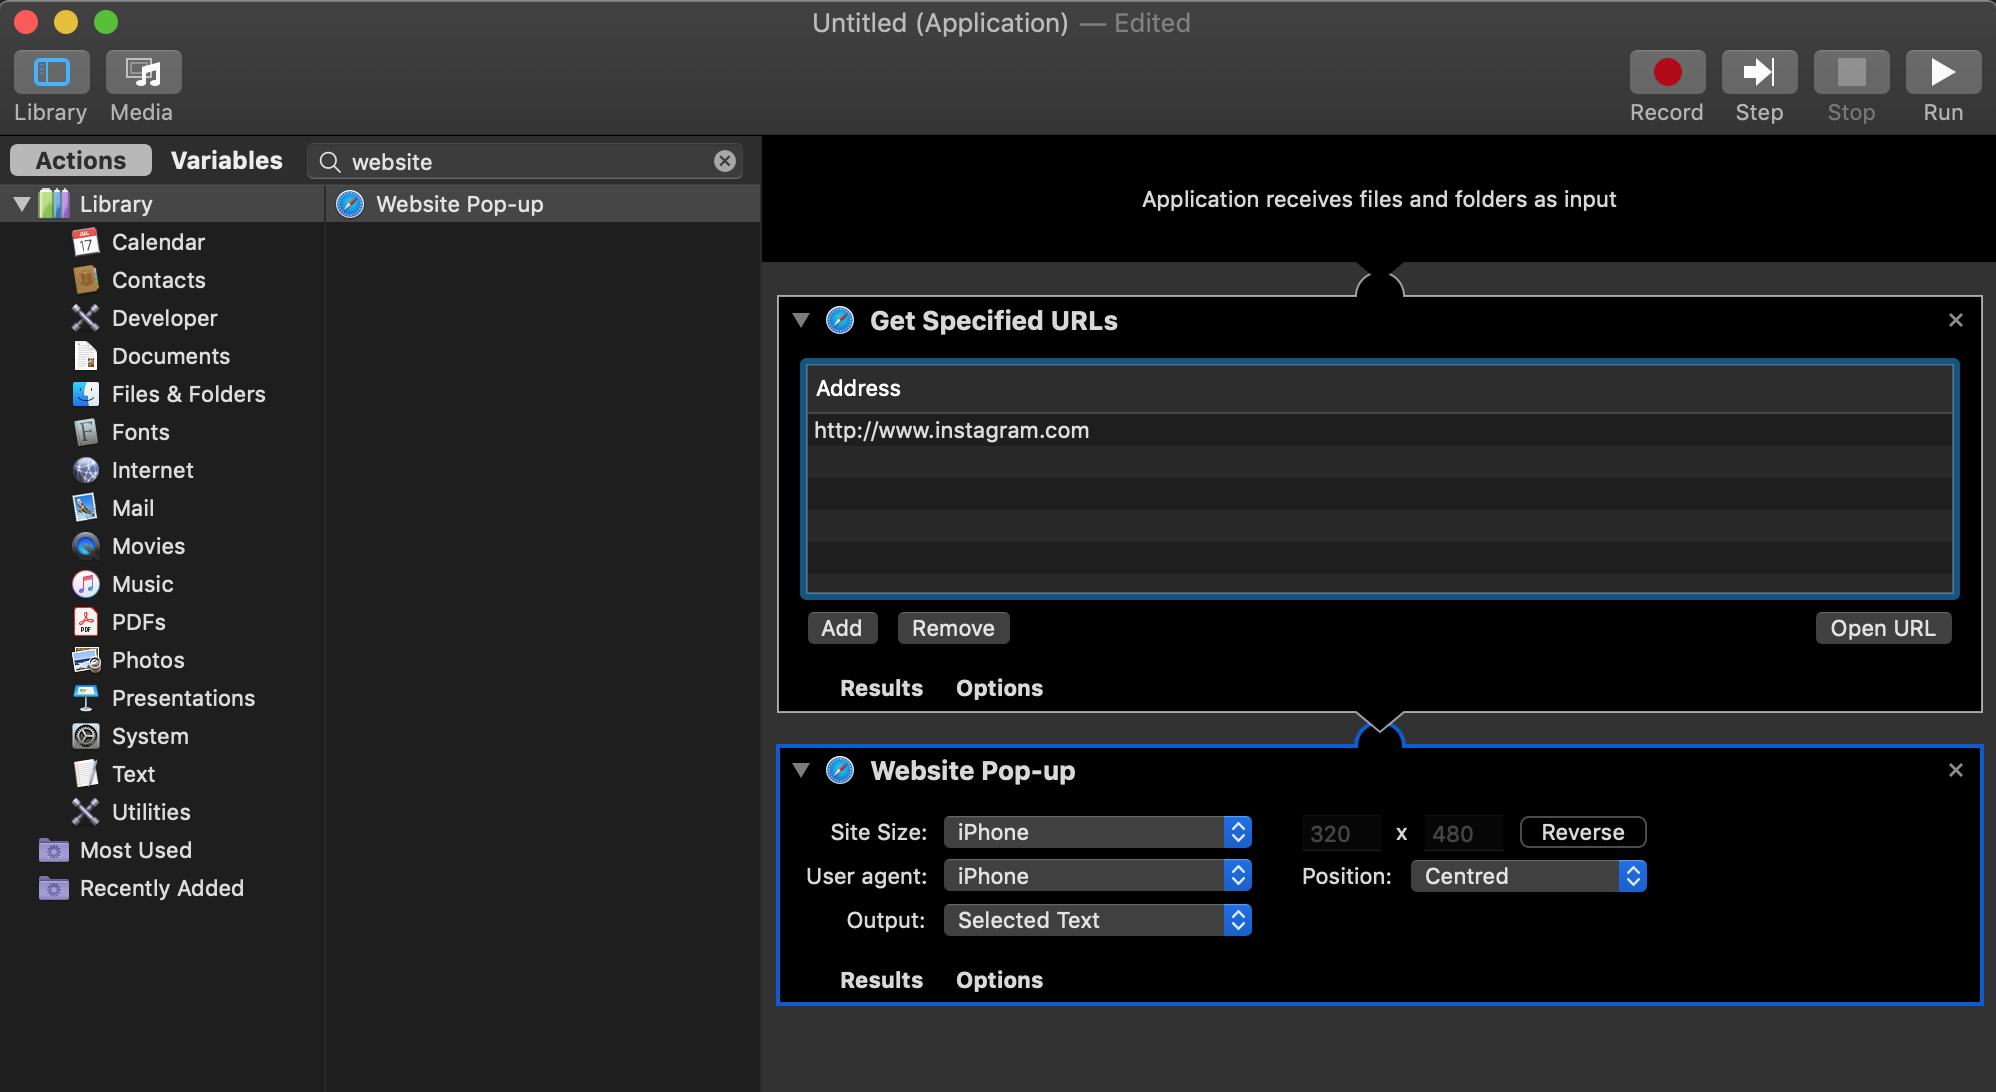 Untitled (Application) — Edited
Library Media
Record Step Stop Run
Actions Variables website
Library
Calendar
Contacts
Developer
Documents
Files & Folders
Fonts
Internet
Mail
Movies
Music
PDFs
Photos
Presentations
System
Text
Utilities
Most Used
Recently Added
Website Pop-up
Application receives files and folders as input
Get Specified URLs
Address
http://www.instagram.com
Add Remove Open URL
Results Options
Website Pop-up
Site Size: iPhone 320 x 480 Reverse
User agent: iPhone Position: Centred
Output: Selected Text
Results Options